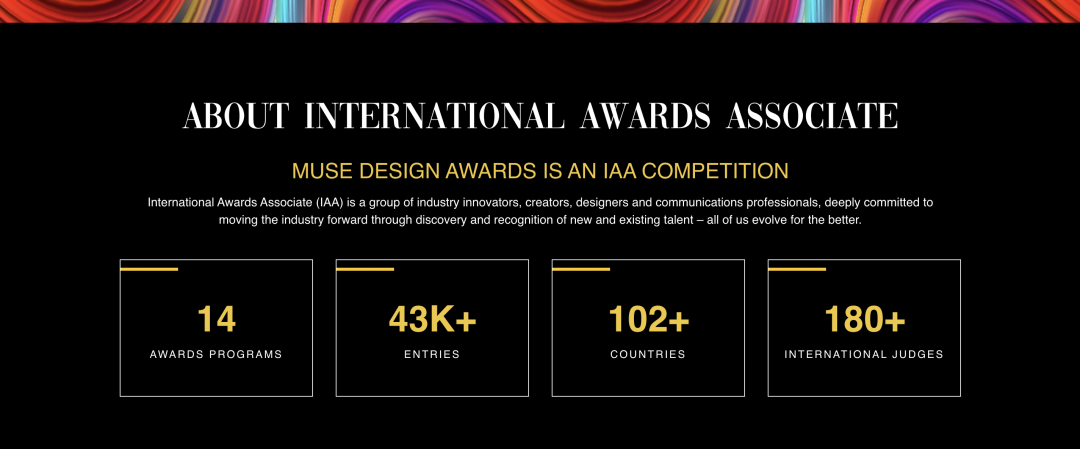 ABOUT INTERNATIONAL AWARDS ASSOCIATE
MUSE DESIGN AWARDS IS AN IAA COMPETITION
International Awards Associate (IAA) is a group of industry innovators, creators, designers and communications professionals, deeply committed to
moving the industry forward through discovery and recognition of new and existing talent – all of us evolve for the better.
14
AWARDS PROGRAMS
43K+
ENTRIES
102+
COUNTRIES
180+
INTERNATIONAL JUDGES